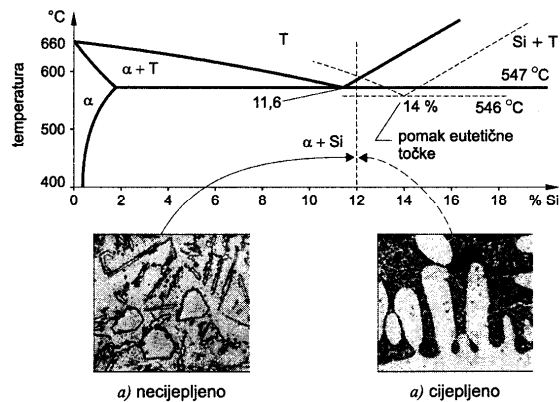 °C
660
600
500
400
temperatura
T
α + T
α
Si + T
547 °C
11,6
14 %
546 °C
α + Si
pomak eutetične
točke
0 2 4 6 8 10 12 14 16 18 % Si
a) necijepljeno
a) cijepljeno